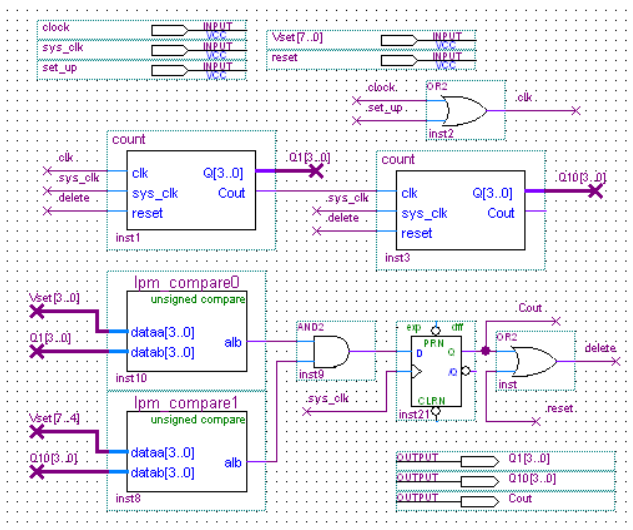 clock INPUT VCC
sys_clk INPUT VCC
set_up INPUT VCC
Vset[7..0] INPUT VCC
reset INPUT VCC
OR2
.clock
.set_up
.clk
inst2
count
.clk
.sys_clk
.delete
clk Q[3..0]
sys_clk Cout
reset
inst1
Q1[3..0]
count
.sys_clk
.delete
clk Q[3..0]
sys_clk Cout
reset
inst3
Q10[3..0]
lpm_compare0
unsigned compare
Vset[3..0]
Q1[3..0]
dataa[3..0]
datab[3..0]
alb
inst10
lpm_compare1
unsigned compare
Vset[7..4]
Q10[3..0]
dataa[3..0]
datab[3..0]
alb
inst8
AND2
inst9
.sys_clk
exp dff
PRN
D Q
/Q
CLRN
inst21
Cout
OR2
delete
inst
.reset
OUTPUT Q1[3..0]
OUTPUT Q10[3..0]
OUTPUT Cout